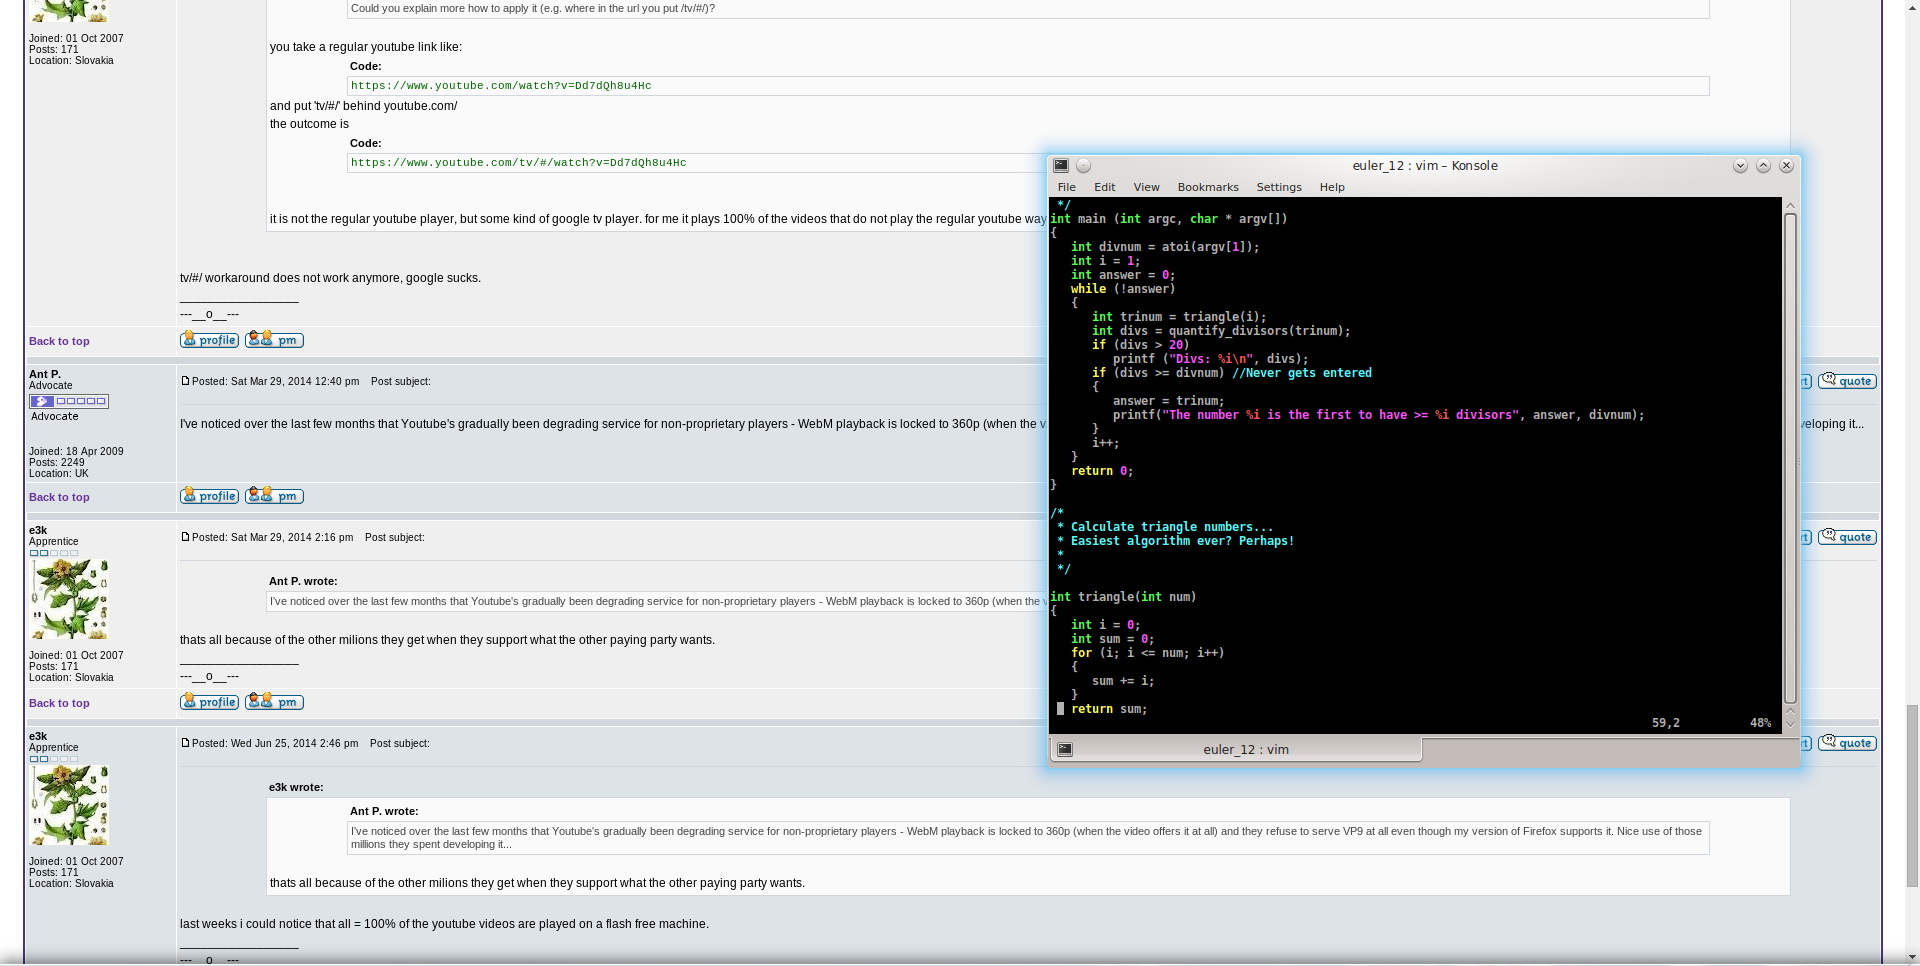 Could you explain more how to apply it (e.g. where in the url you put /tv/#/)?
Joined: 01 Oct 2007
Posts: 171
Location: Slovakia
you take a regular youtube link like:
Code:
https://www.youtube.com/watch?v=Dd7dQh8u4Hc
and put 'tv/#/' behind youtube.com/
the outcome is
Code:
https://www.youtube.com/tv/#/watch?v=Dd7dQh8u4Hc
it is not the regular youtube player, but some kind of google tv player. for me it plays 100% of the videos that do not play the regular youtube way
tv/#/ workaround does not work anymore, google sucks.
_________________
---__o__---
Back to top
profile pm
Ant P.
Advocate
Advocate
Joined: 18 Apr 2009
Posts: 2249
Location: UK
Posted: Sat Mar 29, 2014 12:40 pm Post subject:
quote
I've noticed over the last few months that Youtube's gradually been degrading service for non-proprietary players - WebM playback is locked to 360p (when the v
veloping it...
Back to top
profile pm
e3k
Apprentice
Joined: 01 Oct 2007
Posts: 171
Location: Slovakia
Posted: Sat Mar 29, 2014 2:16 pm Post subject:
quote
Ant P. wrote:
I've noticed over the last few months that Youtube's gradually been degrading service for non-proprietary players - WebM playback is locked to 360p (when the v
thats all because of the other milions they get when they support what the other paying party wants.
_________________
---__o__---
Back to top
profile pm
e3k
Apprentice
Joined: 01 Oct 2007
Posts: 171
Location: Slovakia
Posted: Wed Jun 25, 2014 2:46 pm Post subject:
quote
e3k wrote:
Ant P. wrote:
I've noticed over the last few months that Youtube's gradually been degrading service for non-proprietary players - WebM playback is locked to 360p (when the video offers it at all) and they refuse to serve VP9 at all even though my version of Firefox supports it. Nice use of those
millions they spent developing it...
thats all because of the other milions they get when they support what the other paying party wants.
last weeks i could notice that all = 100% of the youtube videos are played on a flash free machine.
_________________
---__o__---
euler_12 : vim – Konsole
File Edit View Bookmarks Settings Help
 */
int main (int argc, char * argv[])
{
   int divnum = atoi(argv[1]);
   int i = 1;
   int answer = 0;
   while (!answer)
   {
      int trinum = triangle(i);
      int divs = quantify_divisors(trinum);
      if (divs > 20)
         printf ("Divs: %i\n", divs);
      if (divs >= divnum) //Never gets entered
      {
         answer = trinum;
         printf("The number %i is the first to have >= %i divisors", answer, divnum);
      }
      i++;
   }
   return 0;
}
/*
 * Calculate triangle numbers...
 * Easiest algorithm ever? Perhaps!
 *
 */
int triangle(int num)
{
   int i = 0;
   int sum = 0;
   for (i; i <= num; i++)
   {
      sum += i;
   }
   return sum;
59,2 48%
euler_12 : vim